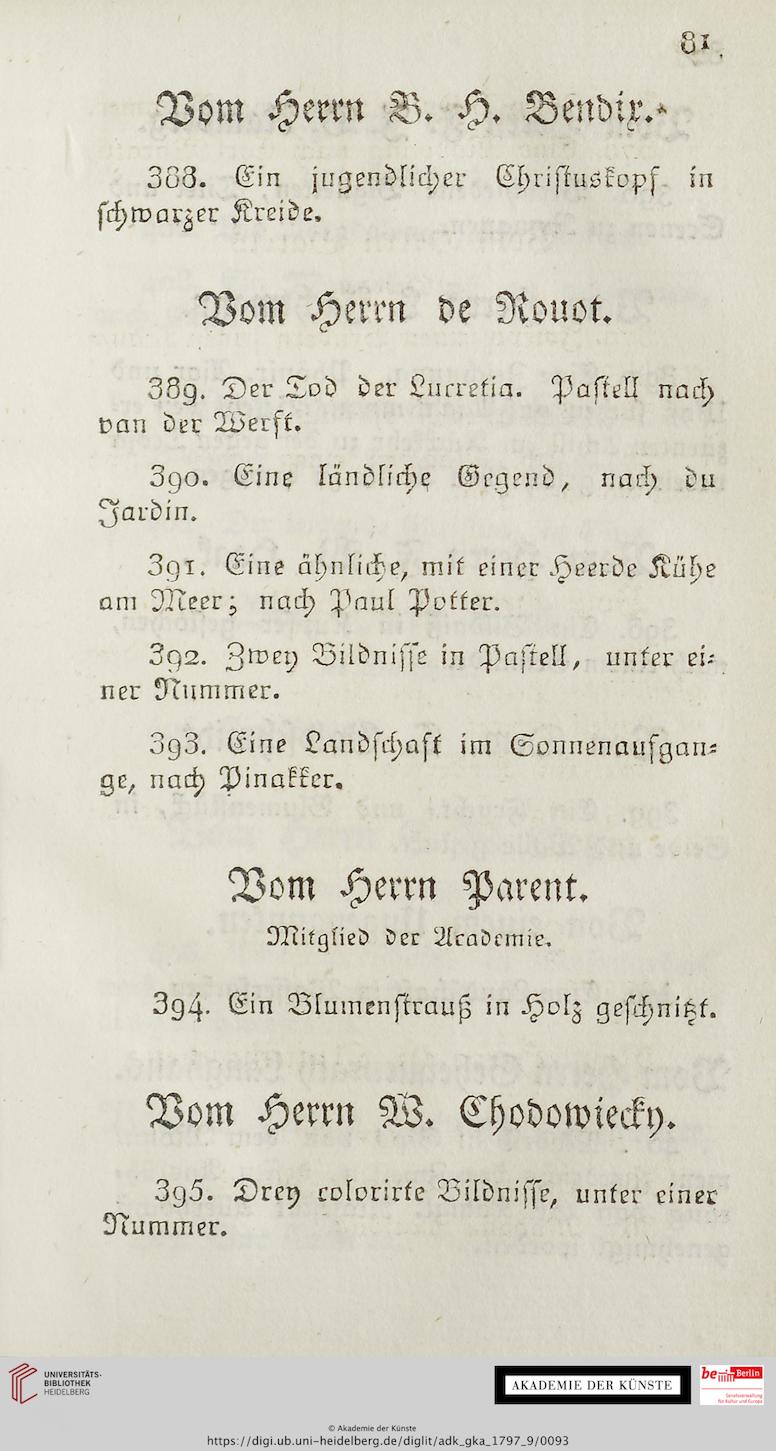 81
Vom Herrn B. H. Bendix.
388. Ein jugendlicher Christuskopf in
schwarzer Kreide.
Vom Herrn de Rouot.
389. Der Tod der Lucretia. Pastell nach
van der Werft.
390. Eine ländliche Gegend, nach du
Jardin.
391. Eine ähnliche, mit einer Heerde Kühe
am Meer; nach Paul Potter.
392. Zwey Bildnisse in Pastell, unter ei-
ner Nummer.
393. Eine Landschaft im Sonnenaufgan-
ge, nach Pinakker.
Vom Herrn Parent.
Mitglied der Academie.
394. Ein Blumenstrauß in Holz geschnitzt.
Vom Herrn W. Chodowiecky.
395. Drey colorirte Bildnisse, unter einer
Nummer.
UNIVERSITÄTS-
BIBLIOTHEK
HEIDELBERG
AKADEMIE DER KÜNSTE
be Berlin
Senatsverwaltung
für Kultur und Europa
© Akademie der Künste
https://digi.ub.uni-heidelberg.de/diglit/adk_gka_1797_9/0093